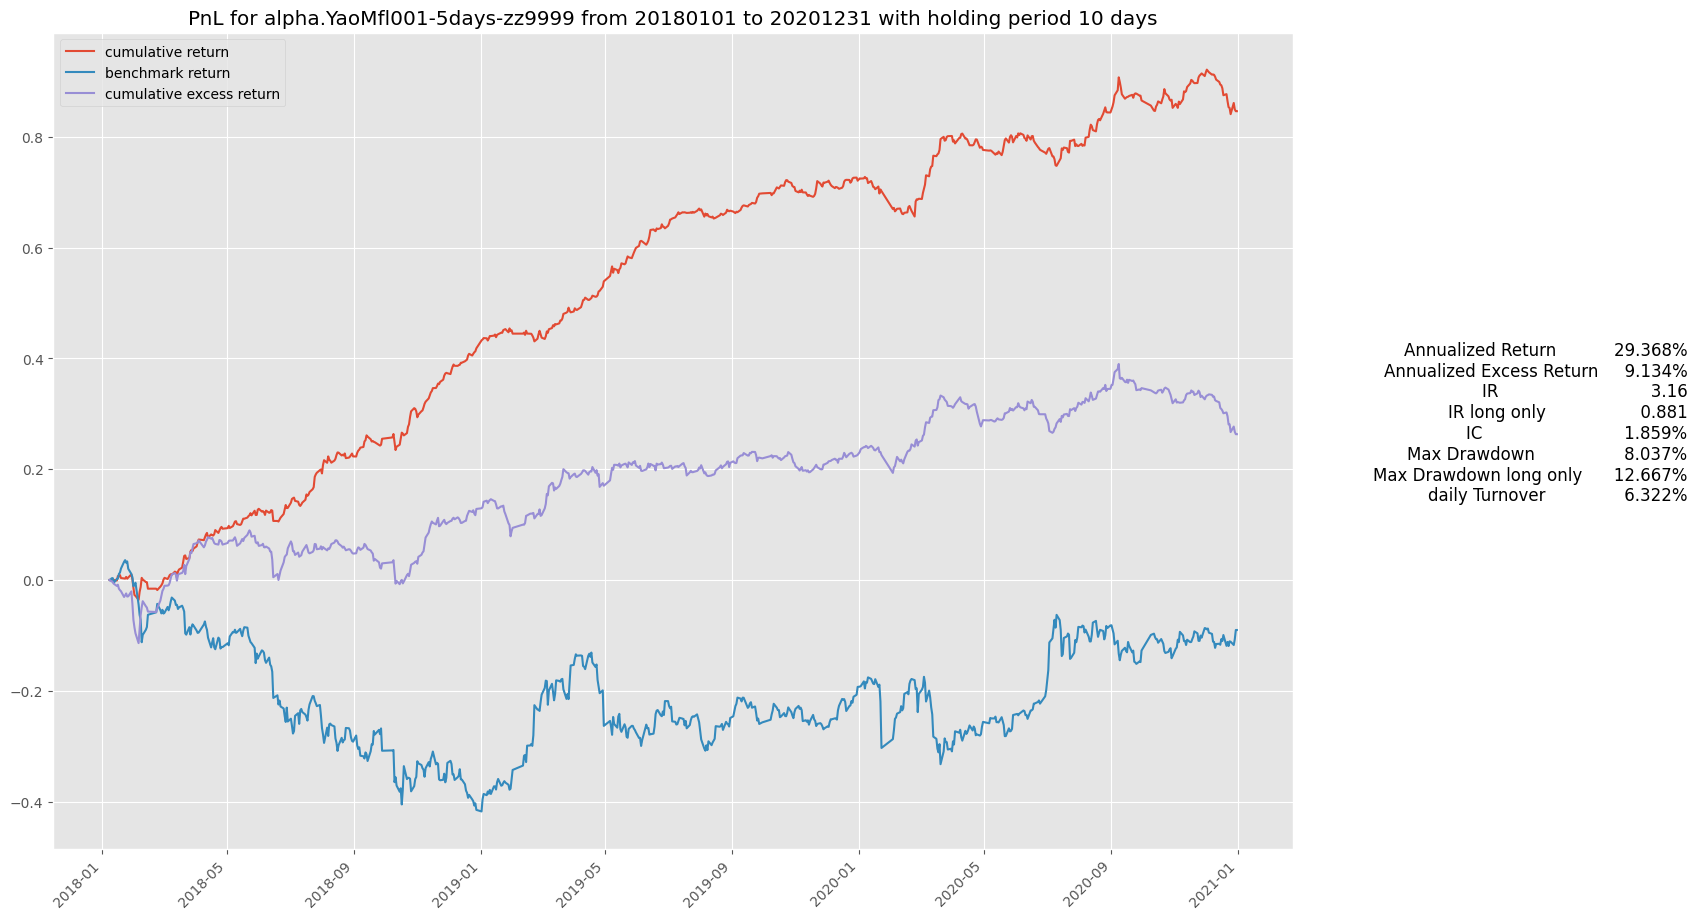 PnL for alpha.YaoMfl001-5days-zz9999 from 20180101 to 20201231 with holding period 10 days
cumulative return
benchmark return
cumulative excess return
0.8
0.6
0.4
0.2
0.0
−0.2
−0.4
2018-01
2018-05
2018-09
2019-01
2019-05
2019-09
2020-01
2020-05
2020-09
2021-01
Annualized Return 29.368%
Annualized Excess Return 9.134%
IR 3.16
IR long only 0.881
IC 1.859%
Max Drawdown 8.037%
Max Drawdown long only 12.667%
daily Turnover 6.322%